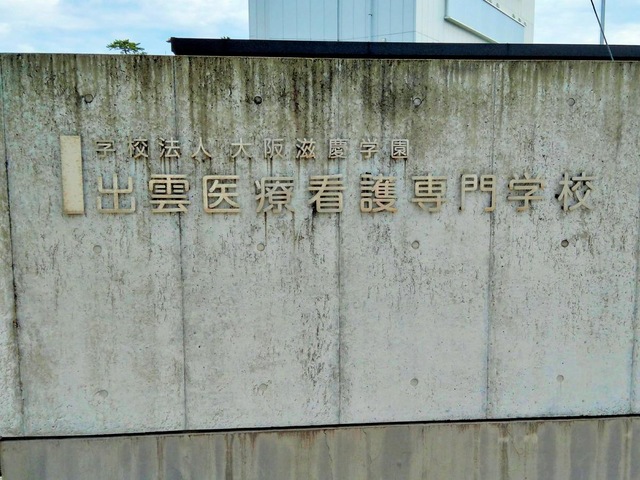 学校法人 大阪滋慶学園
出雲医療看護専門学校